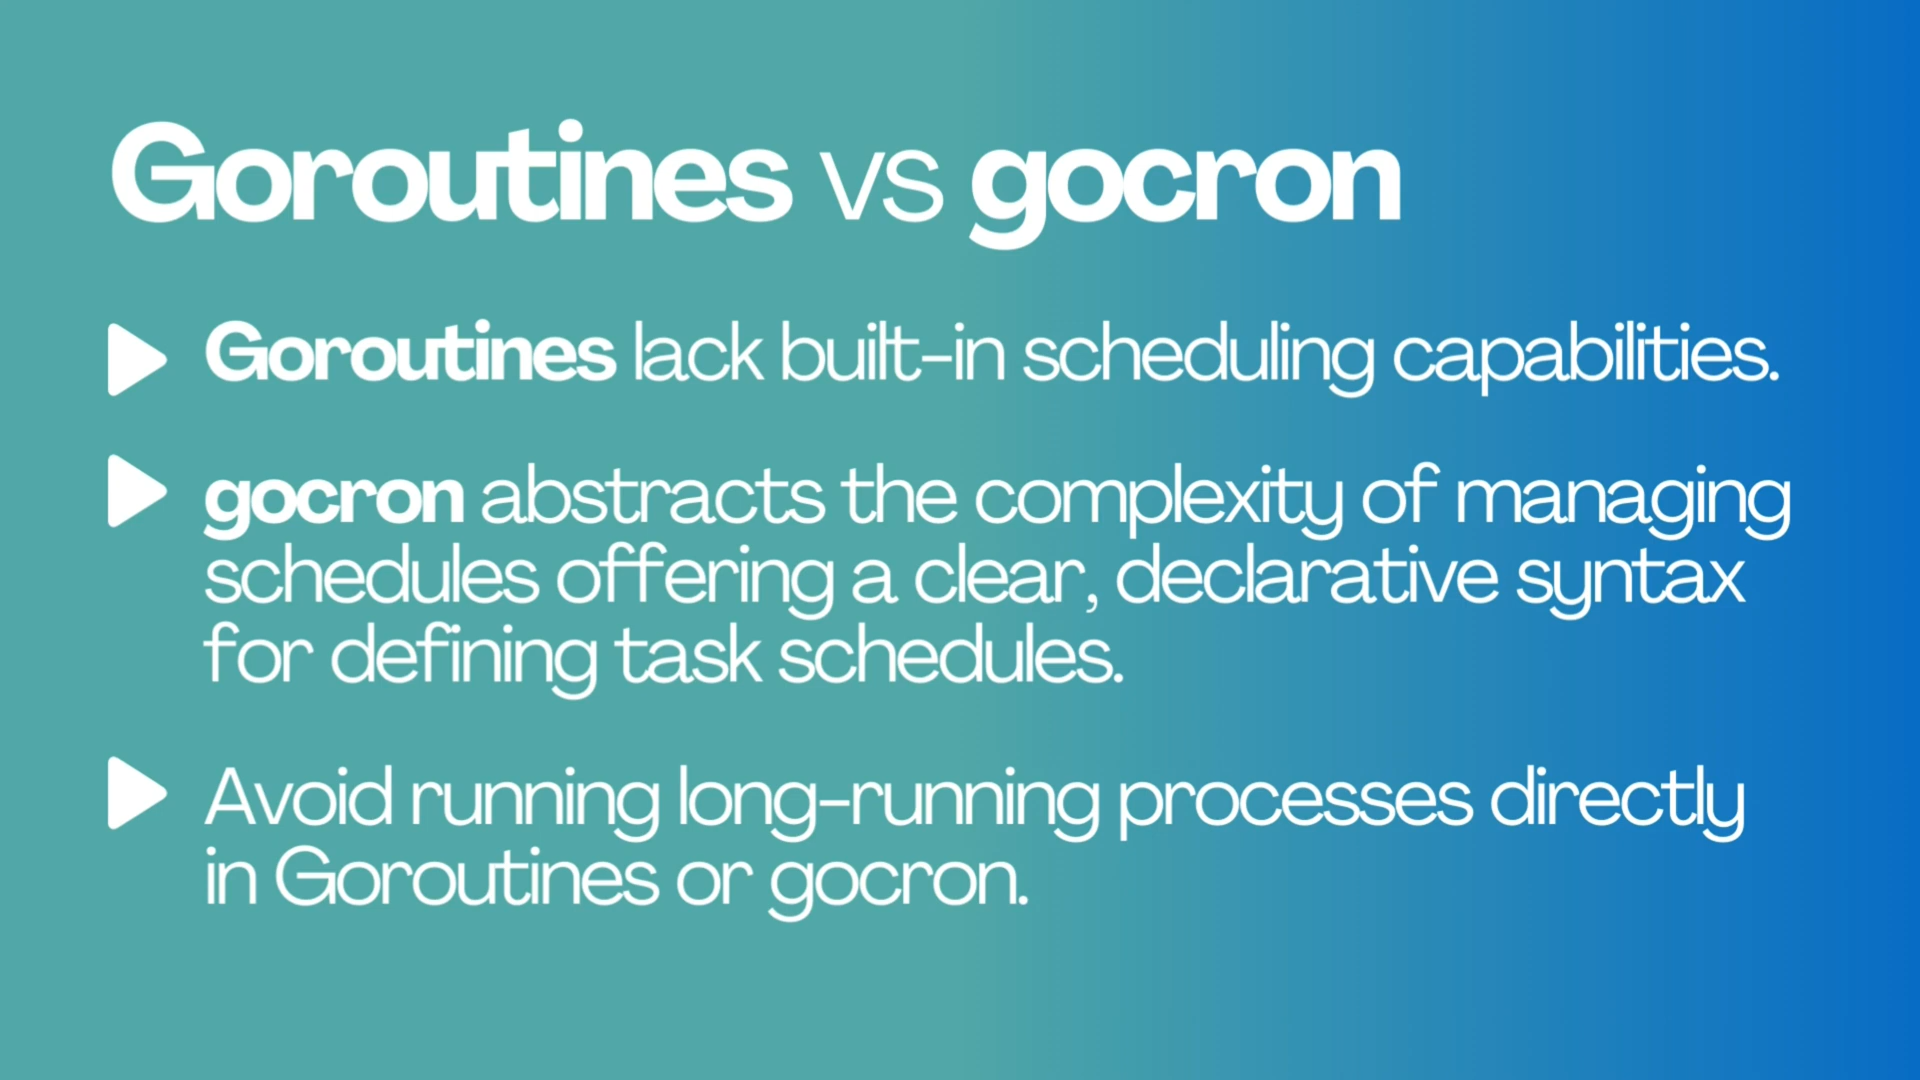 Goroutines vs gocron
Goroutines lack built-in scheduling capabilities.
gocron abstracts the complexity of managing
schedules offering a clear, declarative syntax
for defining task schedules.
Avoid running long-running processes directly
in Goroutines or gocron.